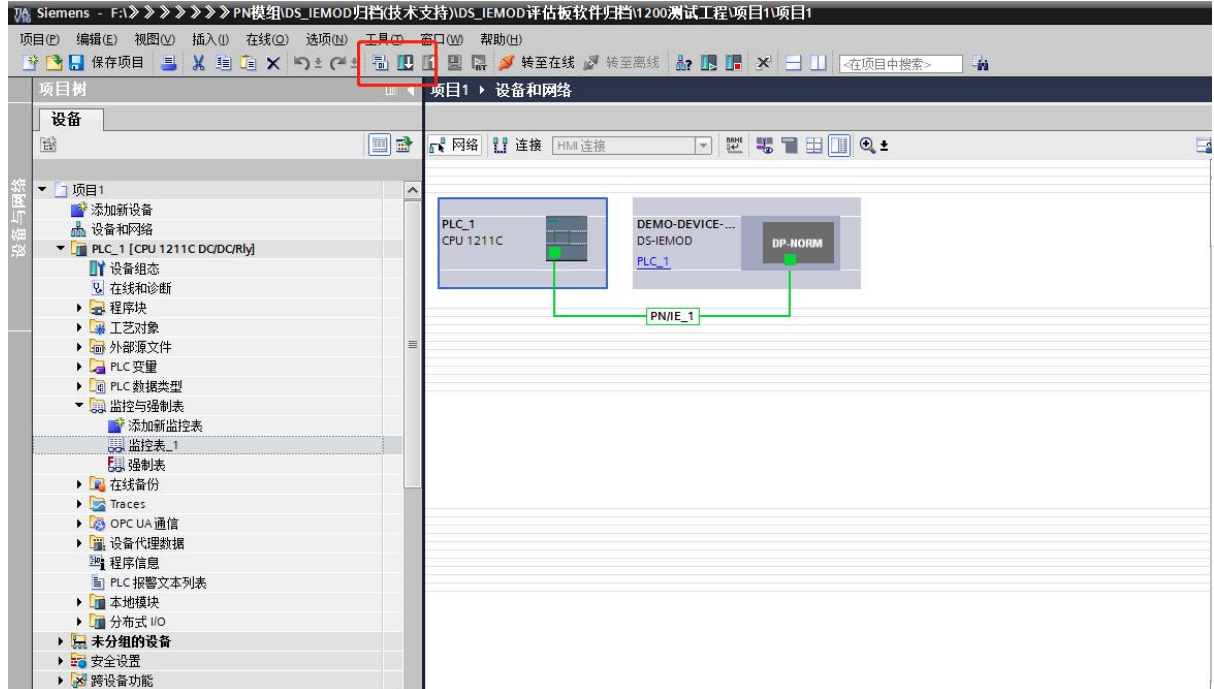 Siemens - F:\》》》》》》》PN模组\DS_IEMOD归档(技术支持)\DS_IEMOD评估板软件归档\1200测试工程\项目1\项目1
项目(P) 编辑(E) 视图(V) 插入(I) 在线(O) 选项(N) 工具(T) 窗口(W) 帮助(H)
保存项目 转至在线 转至离线 <在项目中搜索>
项目树
项目1 设备和网络
设备
网络 连接 HMI 连接
设备与网络
项目1
添加新设备
设备和网络
PLC_1 [CPU 1211C DC/DC/Rly]
设备组态
在线和诊断
程序块
工艺对象
外部源文件
PLC 变量
PLC 数据类型
监控与强制表
添加新监控表
监控表_1
强制表
在线备份
Traces
OPC UA 通信
设备代理数据
程序信息
PLC 报警文本列表
本地模块
分布式 I/O
未分组的设备
安全设置
跨设备功能
PLC_1
CPU 1211C
DEMO-DEVICE-...
DS-IEMOD
PLC_1
DP-NORM
PN/IE_1